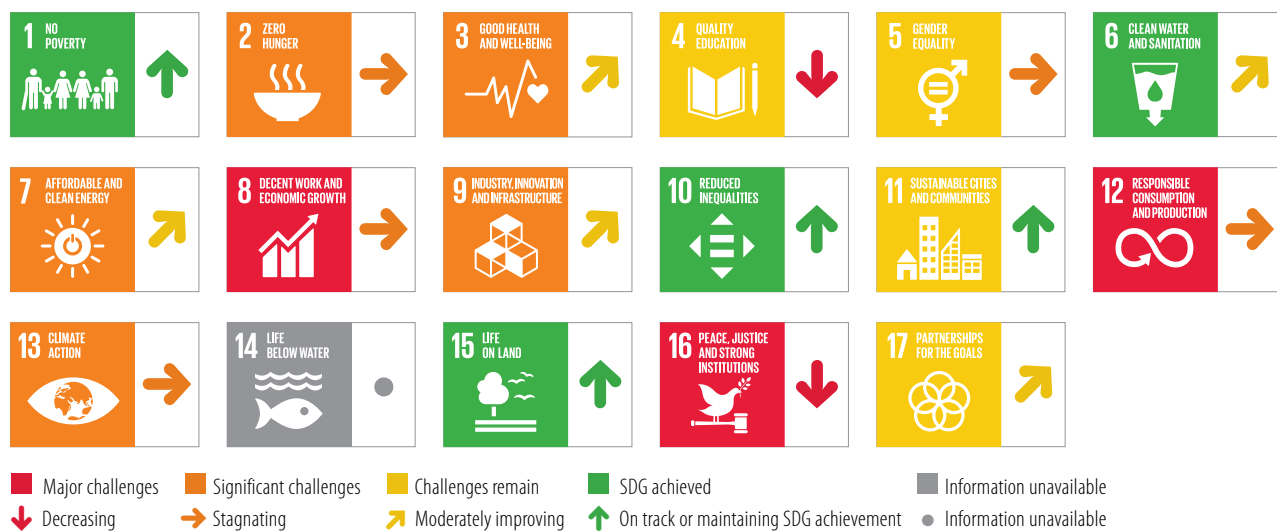 1 NO
POVERTY
2 ZERO
HUNGER
3 GOOD HEALTH
AND WELL-BEING
4 QUALITY
EDUCATION
5 GENDER
EQUALITY
6 CLEAN WATER
AND SANITATION
7 AFFORDABLE AND
CLEAN ENERGY
8 DECENT WORK AND
ECONOMIC GROWTH
9 INDUSTRY, INNOVATION
AND INFRASTRUCTURE
10 REDUCED
INEQUALITIES
11 SUSTAINABLE CITIES
AND COMMUNITIES
12 RESPONSIBLE
CONSUMPTION
AND PRODUCTION
13 CLIMATE
ACTION
14 LIFE
BELOW WATER
15 LIFE
ON LAND
16 PEACE, JUSTICE
AND STRONG
INSTITUTIONS
17 PARTNERSHIPS
FOR THE GOALS
Major challenges Significant challenges Challenges remain SDG achieved Information unavailable
Decreasing Stagnating Moderately improving On track or maintaining SDG achievement Information unavailable